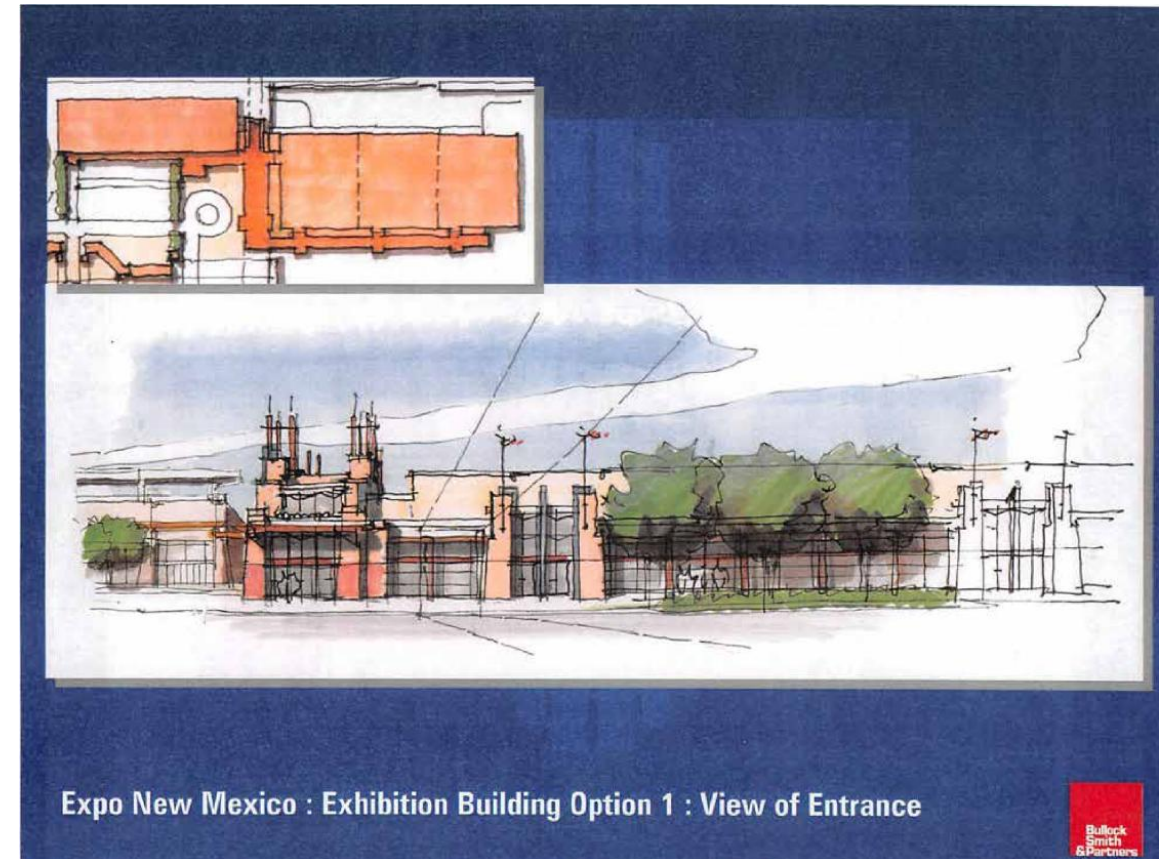 Expo New Mexico : Exhibition Building Option 1 : View of Entrance
Bullock
Smith
& Partners